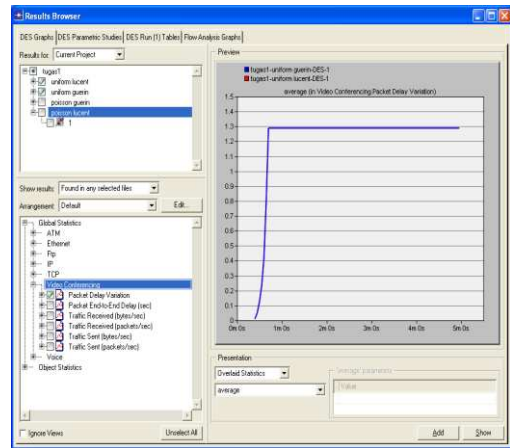 Results Browser
DES Graphs DES Parametric Studies DES Run (1) Tables Flow Analysis Graphs
Results for: Current Project
tugas1
uniform lucent
uniform guerin
poisson guerin
poisson lucent
1
Show results: Found in any selected files
Arrangement: Default Edit...
Global Statistics
ATM
Ethernet
Ftp
IP
TCP
Video Conferencing
Packet Delay Variation
Packet End-to-End Delay (sec)
Traffic Received (bytes/sec)
Traffic Received (packets/sec)
Traffic Sent (bytes/sec)
Traffic Sent (packets/sec)
Voice
Object Statistics
Ignore Views Unselect All
Preview
tugas1-uniform guerin-DES-1
tugas1-uniform lucent-DES-1
average (in Video Conferencing.Packet Delay Variation)
1.5
1.4
1.3
1.2
1.1
1
0.9
0.8
0.7
0.6
0.5
0.4
0.3
0.2
0.1
0
0m 0s 1m 0s 2m 0s 3m 0s 4m 0s 5m 0s
Presentation
Overlaid Statistics
average
'average' parameters
Value
Add Show